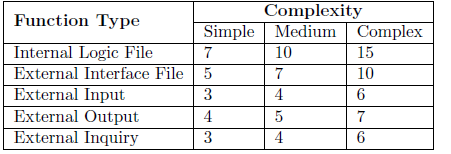 Function Type Complexity
Simple Medium Complex
Internal Logic File 7 10 15
External Interface File 5 7 10
External Input 3 4 6
External Output 4 5 7
External Inquiry 3 4 6